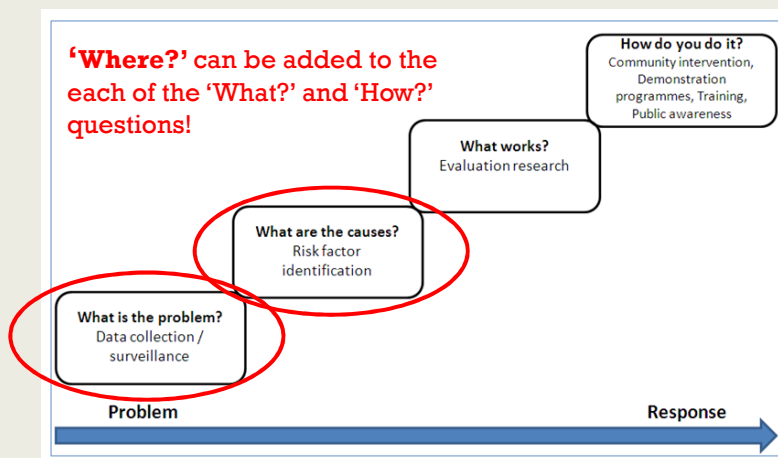 ‘Where?’ can be added to the
each of the ‘What?’ and ‘How?’
questions!
How do you do it?
Community intervention,
Demonstration
programmes, Training,
Public awareness
What works?
Evaluation research
What are the causes?
Risk factor
identification
What is the problem?
Data collection /
surveillance
Problem
Response